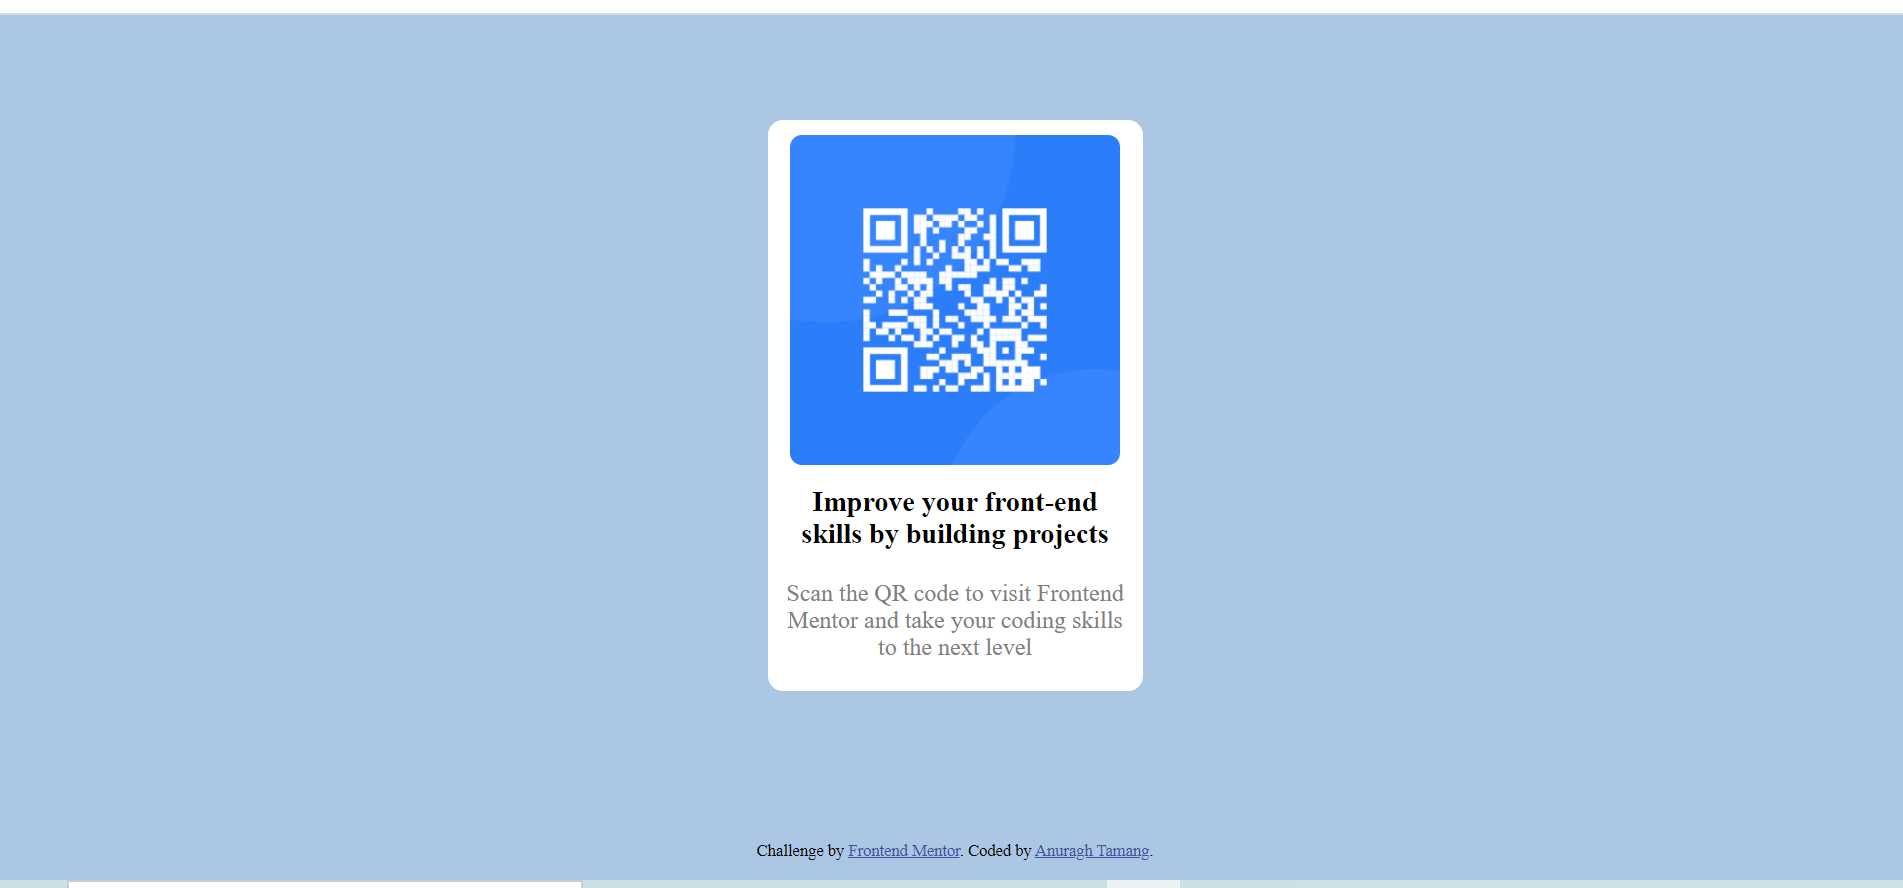 Improve your front-end
skills by building projects
Scan the QR code to visit Frontend
Mentor and take your coding skills
to the next level
Challenge by Frontend Mentor. Coded by Anuragh Tamang.